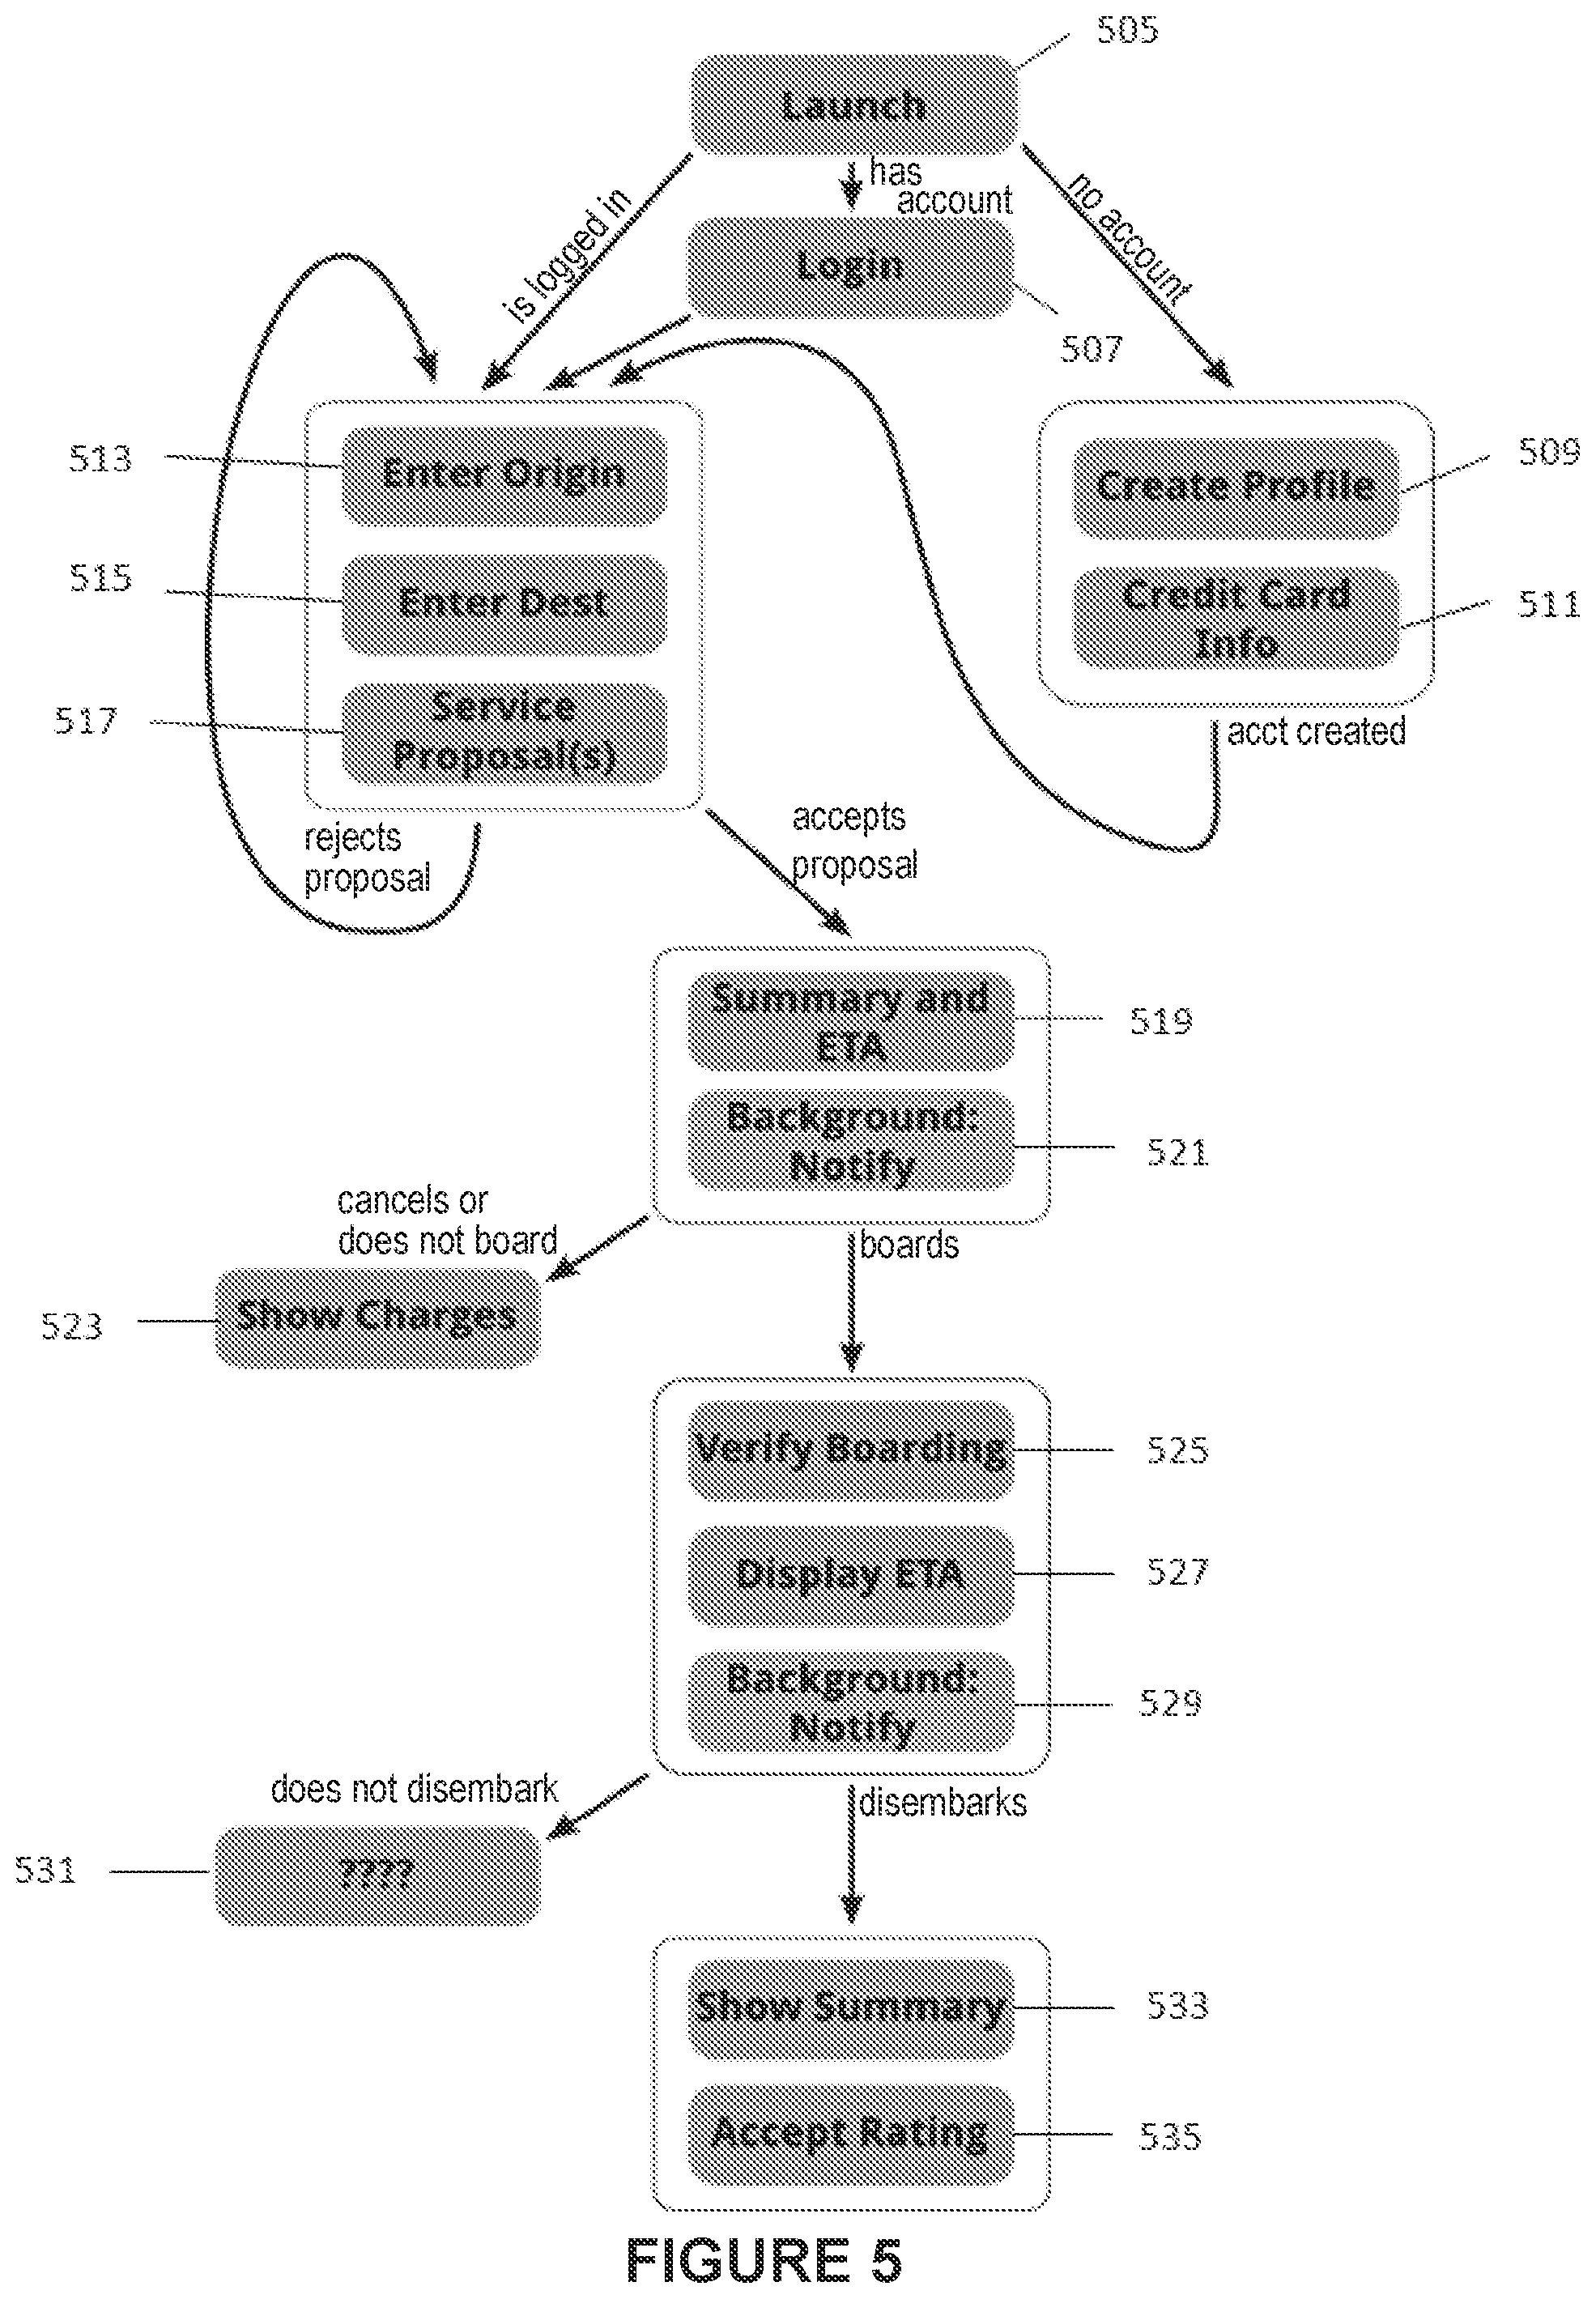 505
Launch
has
account
is logged in
no account
Login
507
513
Enter Origin
509
Create Profile
515
Enter Dest
511
Credit Card
Info
517
Service
Proposal(s)
acct created
rejects
proposal
accepts
proposal
Summary and
ETA
519
Background:
Notify
521
cancels or
does not board
boards
523
Show Charges
Verify Boarding
525
Display ETA
527
Background:
Notify
529
does not disembark
disembarks
531
????
Show Summary
533
Accept Rating
535
FIGURE 5